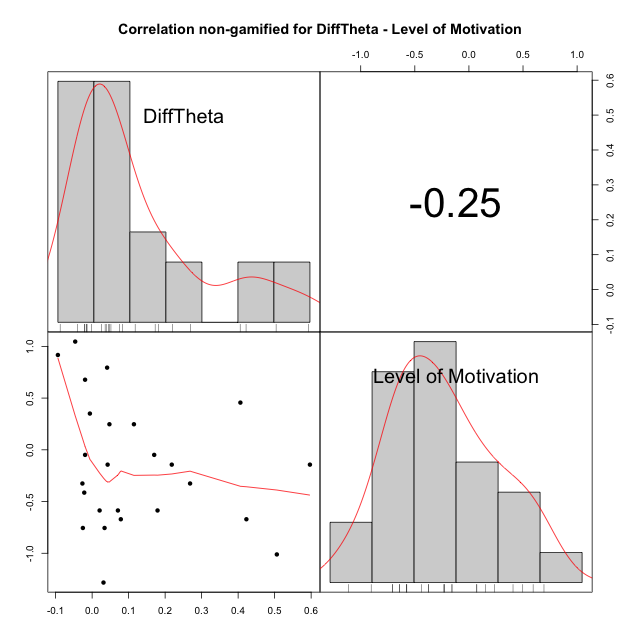 Correlation non-gamified for DiffTheta - Level of Motivation
-1.0 -0.5 0.0 0.5 1.0
DiffTheta
-0.25
0.6
0.5
0.4
0.3
0.2
0.1
0.0
-0.1
1.0
0.5
0.0
-0.5
-1.0
Level of Motivation
-0.1 0.0 0.1 0.2 0.3 0.4 0.5 0.6